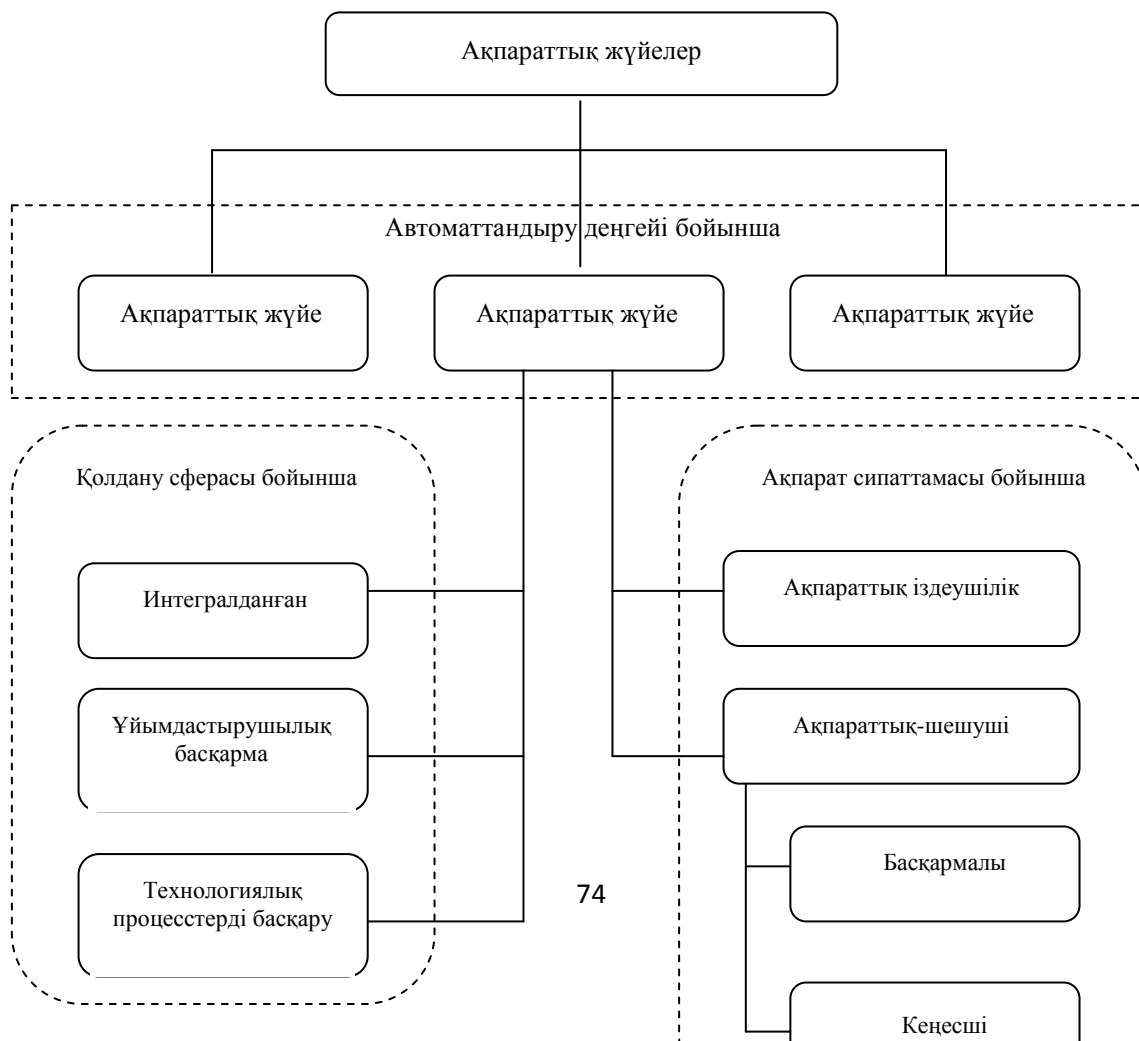 Ақпараттық жүйелер
Автоматтандыру деңгейі бойынша
Ақпараттық жүйе
Ақпараттық жүйе
Ақпараттық жүйе
Қолдану сферасы бойынша
Интегралданған
Ұйымдастырушылық
басқарма
Технологиялық
процесстерді басқару
Ақпарат сипаттамасы бойынша
Ақпараттық іздеушілік
Ақпараттық-шешуші
Басқармалы
Кеңесші
74